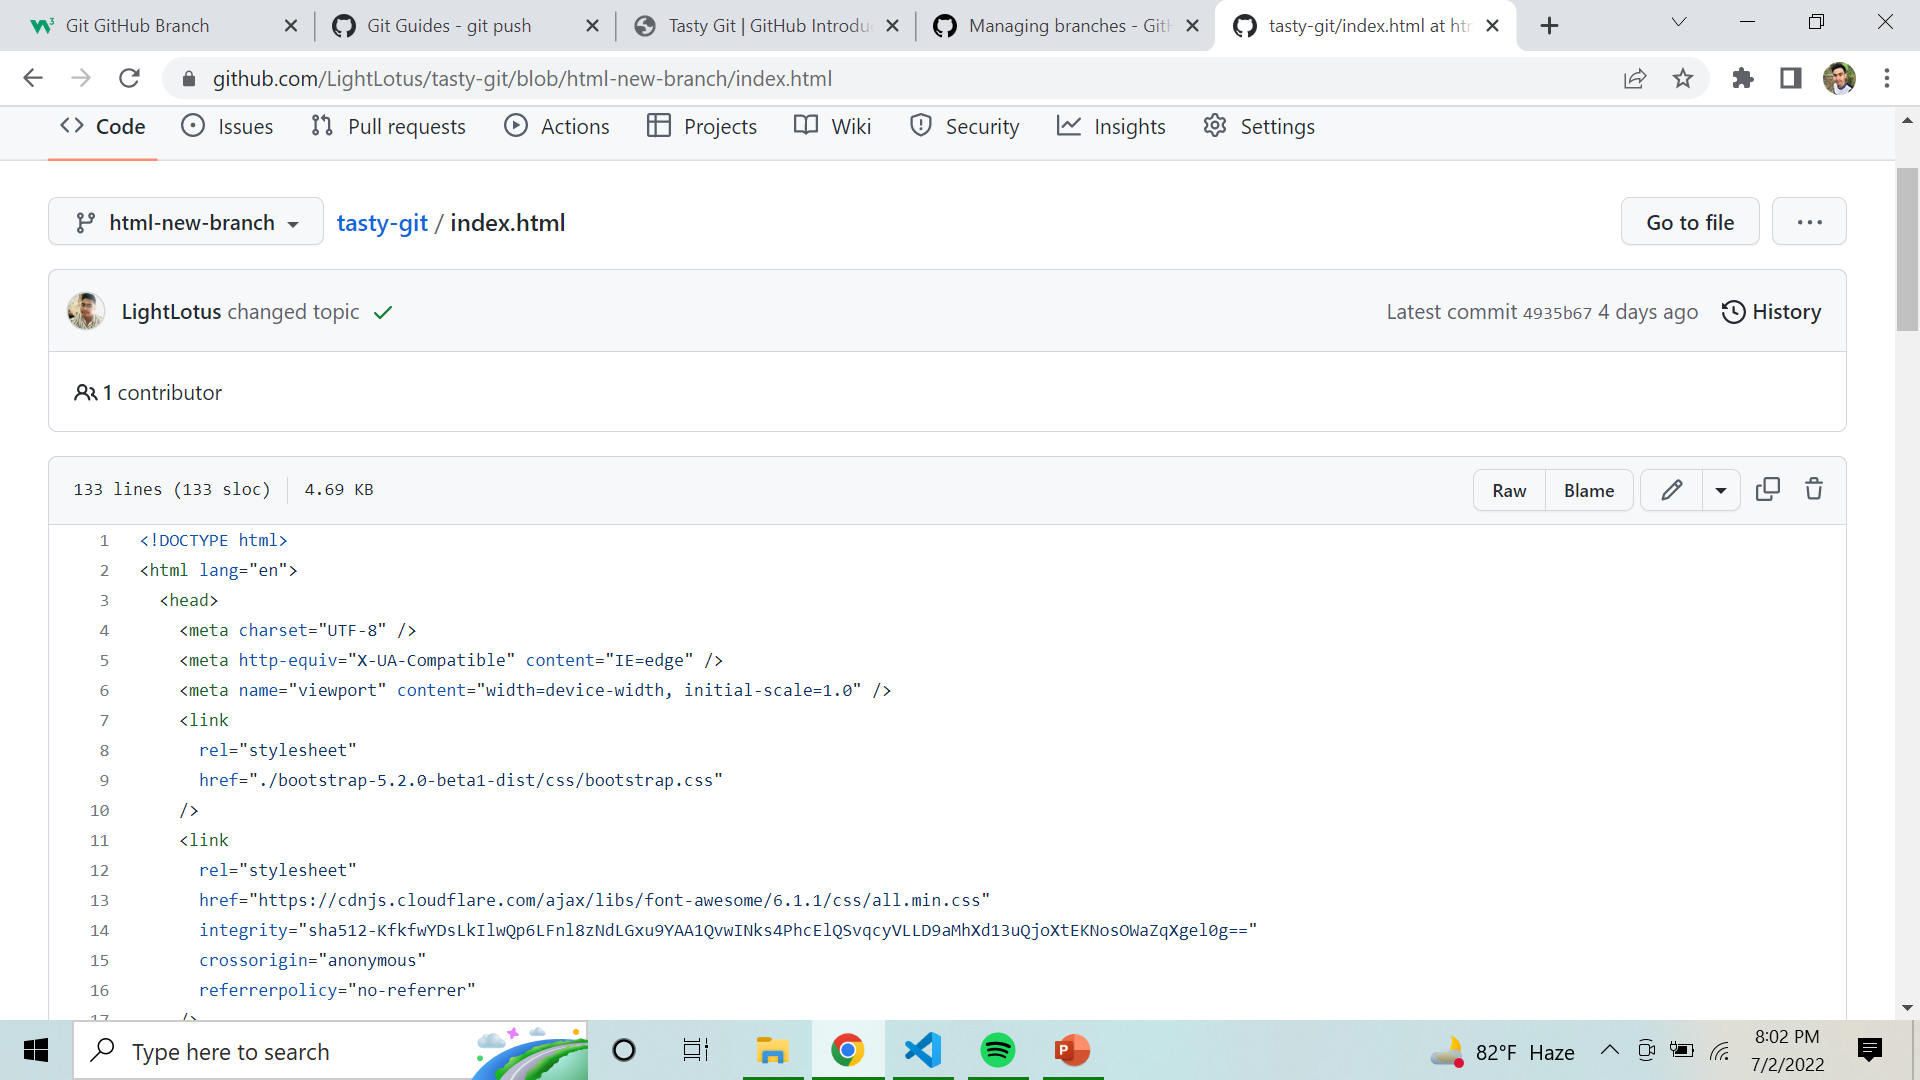 Git GitHub Branch
Git Guides - git push
Tasty Git | GitHub Introdu
Managing branches - GitH
tasty-git/index.html at htm
github.com/LightLotus/tasty-git/blob/html-new-branch/index.html
Code Issues Pull requests Actions Projects Wiki Security Insights Settings
html-new-branch tasty-git / index.html Go to file ...
LightLotus changed topic Latest commit 4935b67 4 days ago History
1 contributor
133 lines (133 sloc) 4.69 KB Raw Blame
1 <!DOCTYPE html>
2 <html lang="en">
3 <head>
4 <meta charset="UTF-8" />
5 <meta http-equiv="X-UA-Compatible" content="IE=edge" />
6 <meta name="viewport" content="width=device-width, initial-scale=1.0" />
7 <link
8 rel="stylesheet"
9 href="./bootstrap-5.2.0-beta1-dist/css/bootstrap.css"
10 />
11 <link
12 rel="stylesheet"
13 href="https://cdnjs.cloudflare.com/ajax/libs/font-awesome/6.1.1/css/all.min.css"
14 integrity="sha512-KfkfwYDsLkIlwQp6LFnl8zNdLGxu9YAA1QvwINks4PhcElQSvqcyVLLD9aMhXd13uQjoXtEKNosOWaZqXgel0g=="
15 crossorigin="anonymous"
16 referrerpolicy="no-referrer"
17 />
Type here to search
82°F Haze
8:02 PM
7/2/2022